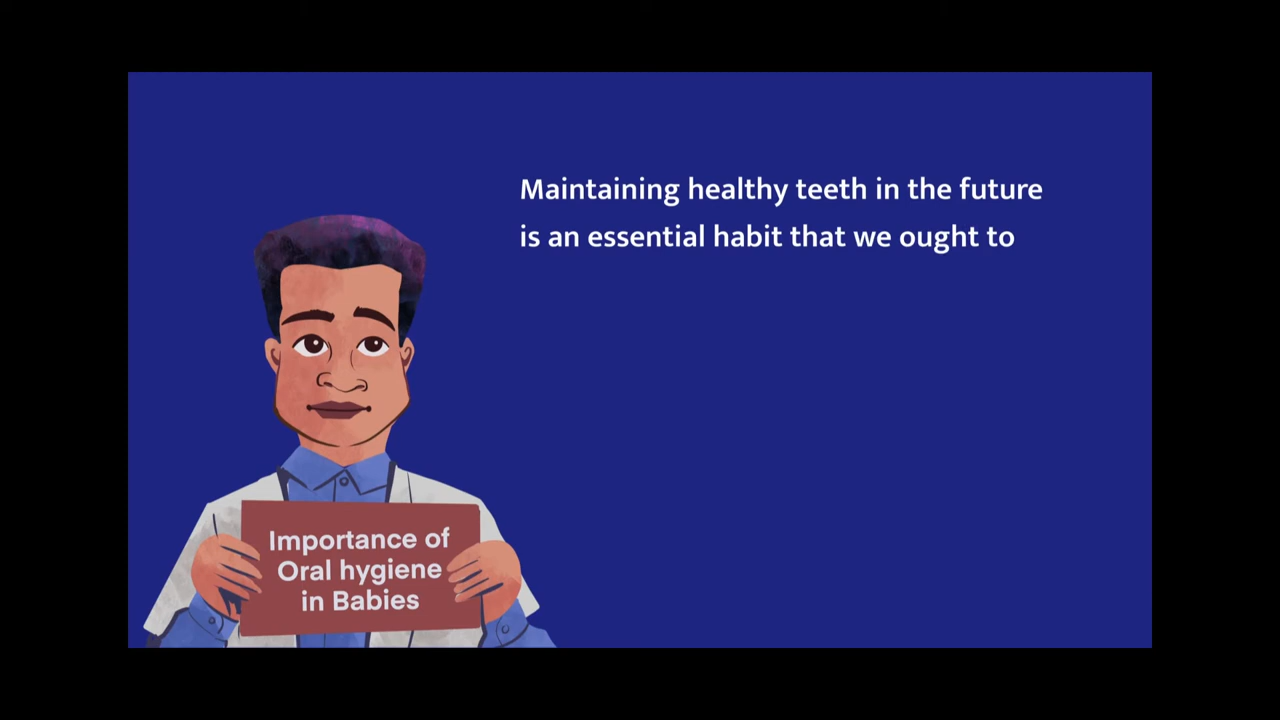 Maintaining healthy teeth in the future
is an essential habit that we ought to
Importance of
Oral hygiene
in Babies